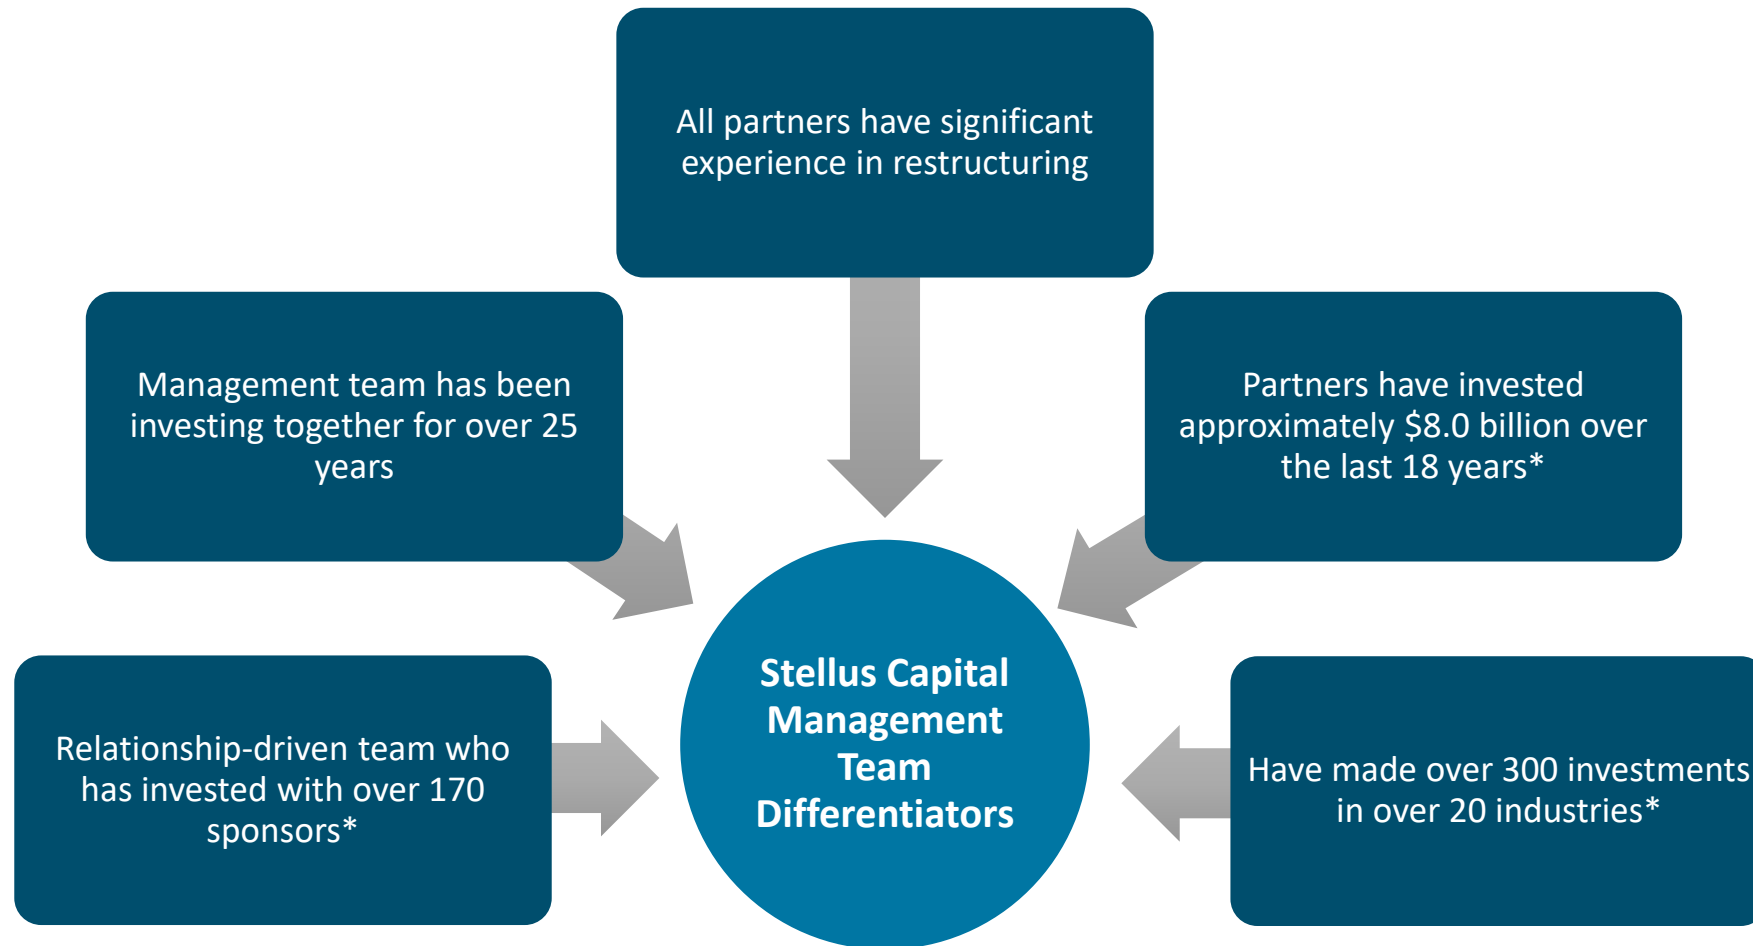 All partners have significant
experience in restructuring
Management team has been
investing together for over 25
years
Partners have invested
approximately $8.0 billion over
the last 18 years*
Relationship-driven team who
has invested with over 170
sponsors*
Stellus Capital
Management
Team
Differentiators
Have made over 300 investments
in over 20 industries*